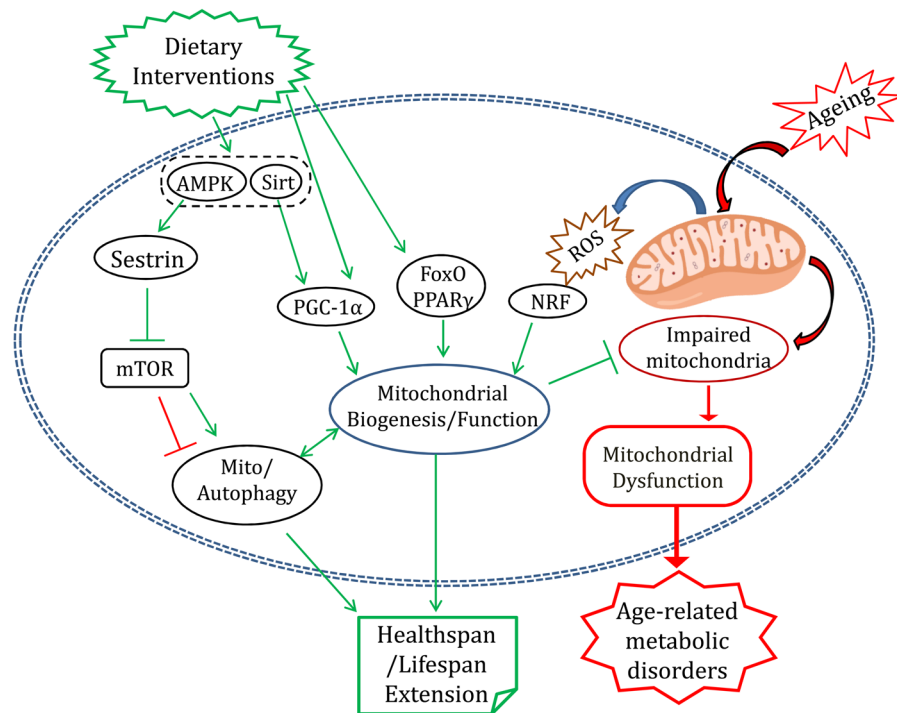 Dietary
Interventions
Ageing
AMPK
Sirt
ROS
Sestrin
FoxO
PPARγ
PGC-1α
NRF
Impaired
mitochondria
mTOR
Mitochondrial
Biogenesis/Function
Mito/
Autophagy
Mitochondrial
Dysfunction
Healthspan
/Lifespan
Extension
Age-related
metabolic
disorders